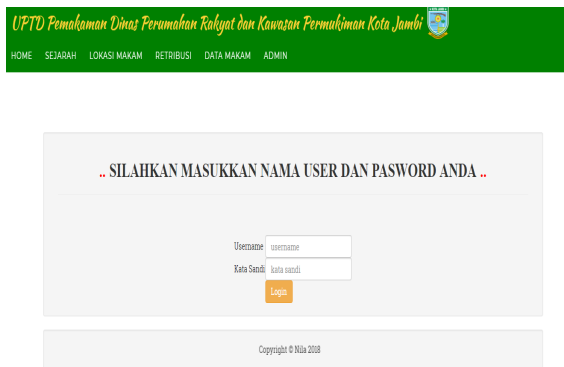 UPTD Pemakaman Dinas Perumahan Rakyat dan Kawasan Permukiman Kota Jambi
HOME SEJARAH LOKASI MAKAM RETRIBUSI DATA MAKAM ADMIN
.. SILAHKAN MASUKKAN NAMA USER DAN PASWORD ANDA ..
Username username
Kata Sandi kata sandi
Login
Copyright © Nila 2018